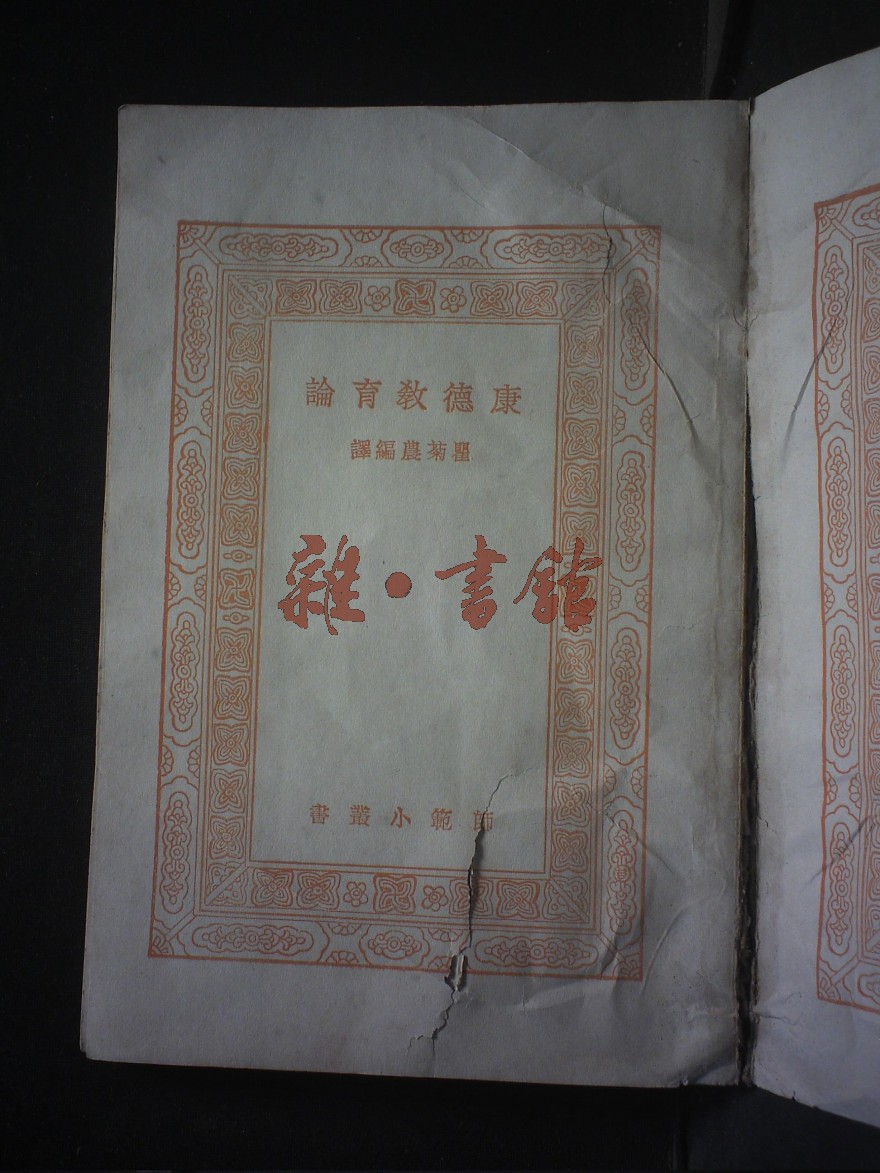 康德教育論
瞿菊農編譯
雜·書館
師範小叢書